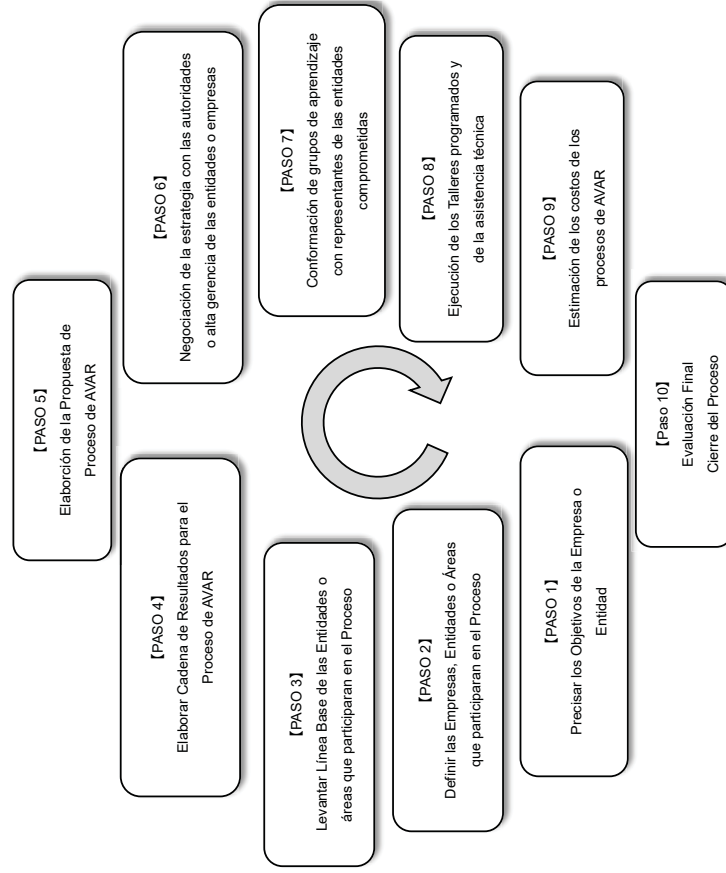 【PASO 1】
Precisar los Objetivos de la Empresa o
Entidad
【PASO 2】
Definir las Empresas, Entidades o Áreas
que participaran en el Proceso
【PASO 3】
Levantar Línea Base de las Entidades o
áreas que participaran en el Proceso
【PASO 4】
Elaborar Cadena de Resultados para el
Proceso de AVAR
【PASO 5】
Elaborción de la Propuesta de
Proceso de AVAR
【PASO 6】
Negociación de la estrategia con las autoridades
o alta gerencia de las entidades o empresas
【PASO 7】
Conformación de grupos de aprendizaje
con representantes de las entidades
comprometidas
【PASO 8】
Ejecución de los Talleres programados y
de la asistencia técnica
【PASO 9】
Estimación de los costos de los
procesos de AVAR
【Paso 10】
Evaluación Final
Cierre del Proceso